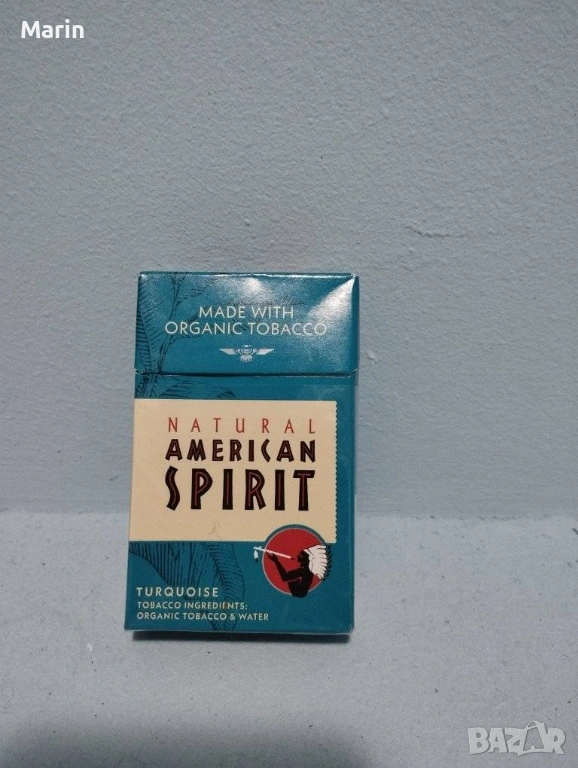 Marin
MADE WITH
ORGANIC TOBACCO
NATURAL
AMERICAN
SPIRIT
TURQUOISE
TOBACCO INGREDIENTS:
ORGANIC TOBACCO & WATER
BAZAR